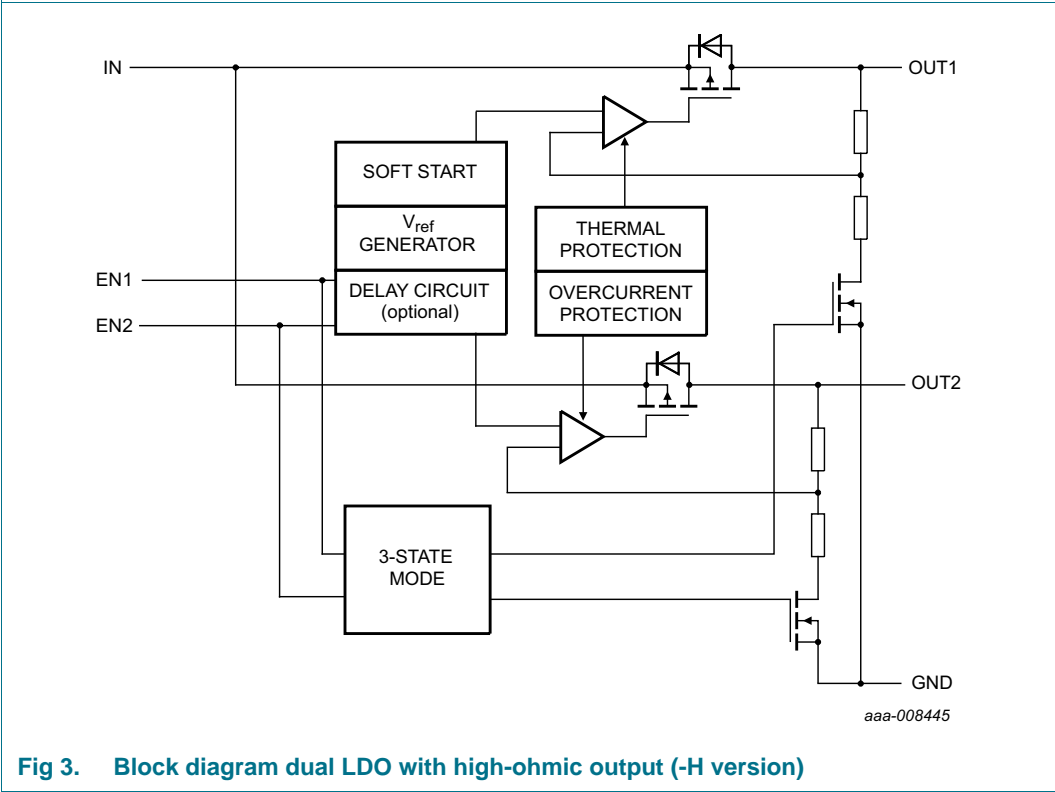 IN
OUT1
SOFT START
Vref
GENERATOR
THERMAL
PROTECTION
EN1
DELAY CIRCUIT
(optional)
OVERCURRENT
PROTECTION
EN2
OUT2
3-STATE
MODE
GND
aaa-008445
Fig 3. Block diagram dual LDO with high-ohmic output (-H version)